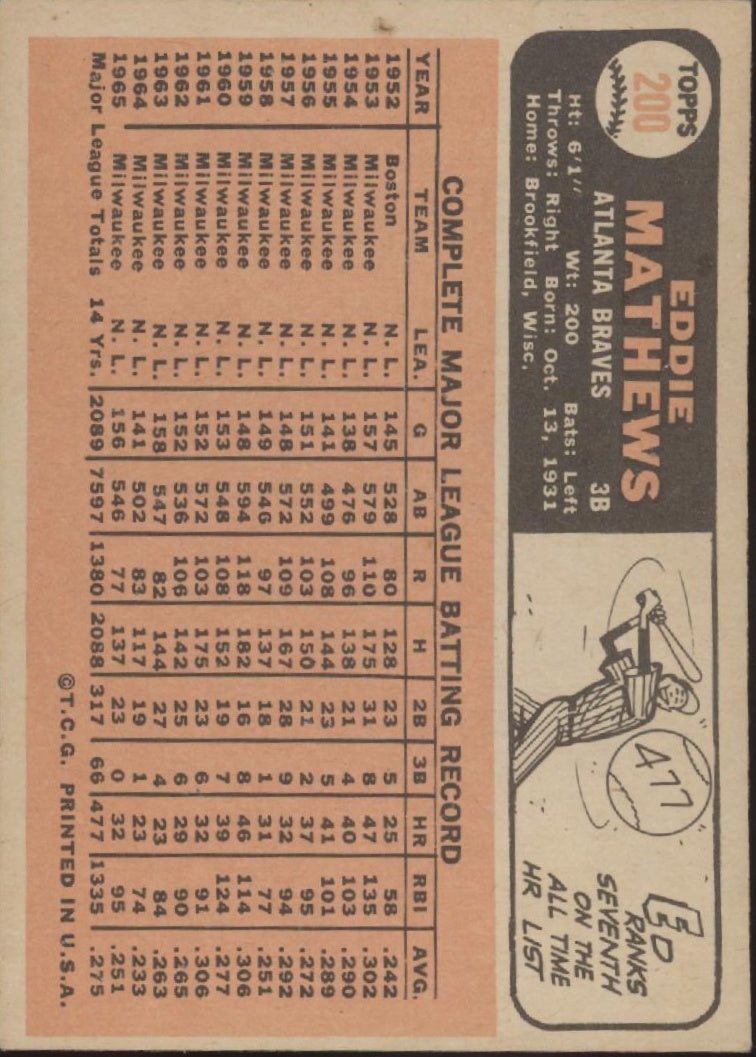 TOPPS
200
EDDIE
MATHEWS
ATLANTA BRAVES 3B
Ht: 6'1" Wt: 200 Bats: Left
Throws: Right Born: Oct. 13, 1931
Home: Brookfield, Wisc.
477
ED
RANKS
SEVENTH
ON THE
ALL TIME
HR LIST
COMPLETE MAJOR LEAGUE BATTING RECORD
YEAR TEAM LEA. G AB R H 2B 3B HR RBI AVG.
1952 Boston N. L. 145 528 80 128 23 5 25 58 .242
1953 Milwaukee N. L. 157 579 110 175 31 8 47 135 .302
1954 Milwaukee N. L. 138 476 96 138 21 4 40 103 .290
1955 Milwaukee N. L. 141 499 108 144 23 5 41 101 .289
1956 Milwaukee N. L. 151 552 103 150 21 2 37 95 .272
1957 Milwaukee N. L. 148 572 109 167 28 9 32 94 .292
1958 Milwaukee N. L. 149 546 97 137 18 1 31 77 .251
1959 Milwaukee N. L. 148 594 118 182 16 8 46 114 .306
1960 Milwaukee N. L. 153 548 108 152 19 7 39 124 .277
1961 Milwaukee N. L. 152 572 103 175 23 6 32 91 .306
1962 Milwaukee N. L. 152 536 106 142 25 6 29 90 .265
1963 Milwaukee N. L. 158 547 82 144 27 4 23 84 .263
1964 Milwaukee N. L. 141 502 83 117 19 1 23 74 .233
1965 Milwaukee N. L. 156 546 77 137 23 0 32 95 .251
Major League Totals 14 Yrs. 2089 7597 1380 2088 317 66 477 1335 .275
©T.C.G. PRINTED IN U.S.A.